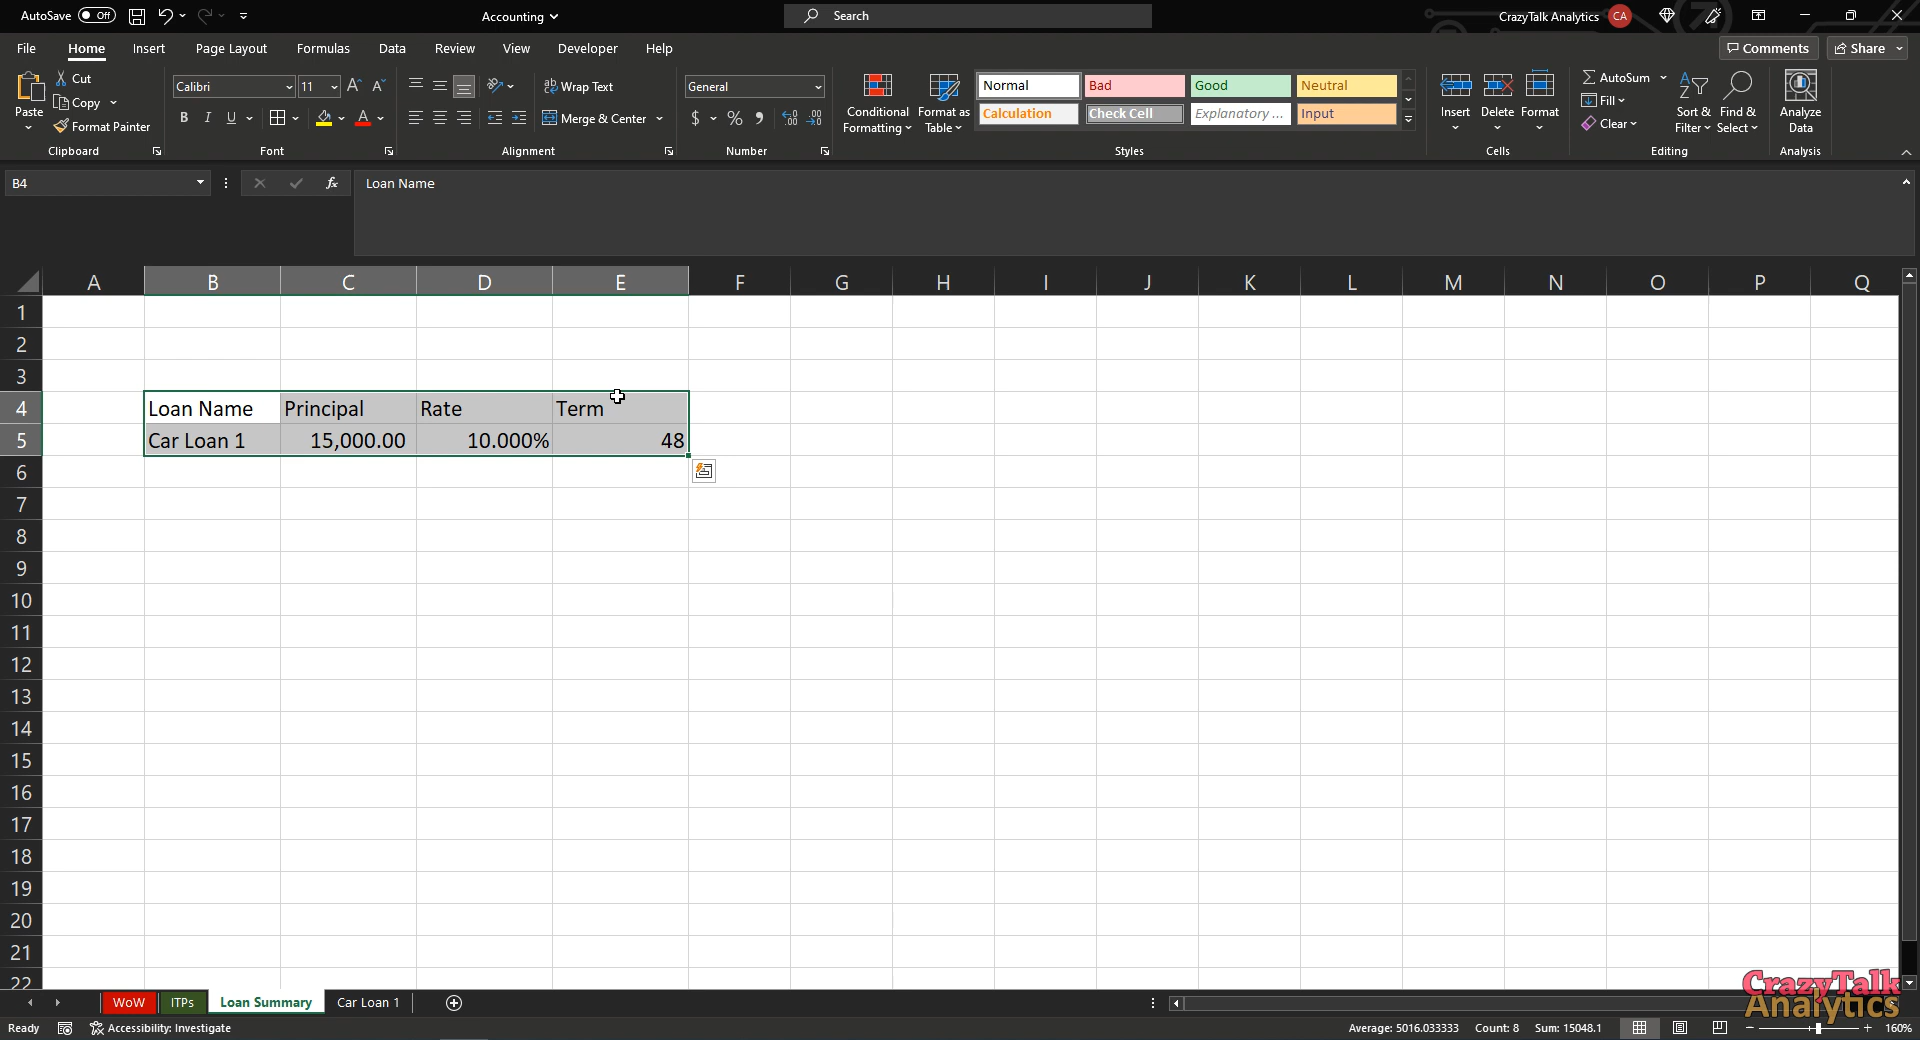 AutoSave Off Accounting Search CrazyTalk Analytics CA
File Home Insert Page Layout Formulas Data Review View Developer Help Comments Share
Paste
Cut
Copy
Format Painter
Clipboard
Calibri 11 A A
B I U A
Font
Wrap Text
Merge & Center
Alignment
General
$ % 9
Number
Conditional Formatting
Format as Table
Normal Bad Good Neutral
Calculation Check Cell Explanatory ... Input
Styles
Insert Delete Format
Cells
AutoSum
Fill
Clear
Sort & Filter
Find & Select
Editing
Analyze Data
Analysis
B4 fx Loan Name
A B C D E F G H I J K L M N O P Q
1
2
3
4 Loan Name Principal Rate Term
5 Car Loan 1 15,000.00 10.000% 48
6
7
8
9
10
11
12
13
14
15
16
17
18
19
20
21
22
WoW ITPs Loan Summary Car Loan 1
CrazyTalk
Analytics
Ready Accessibility: Investigate Average: 5016.033333 Count: 8 Sum: 15048.1 160%